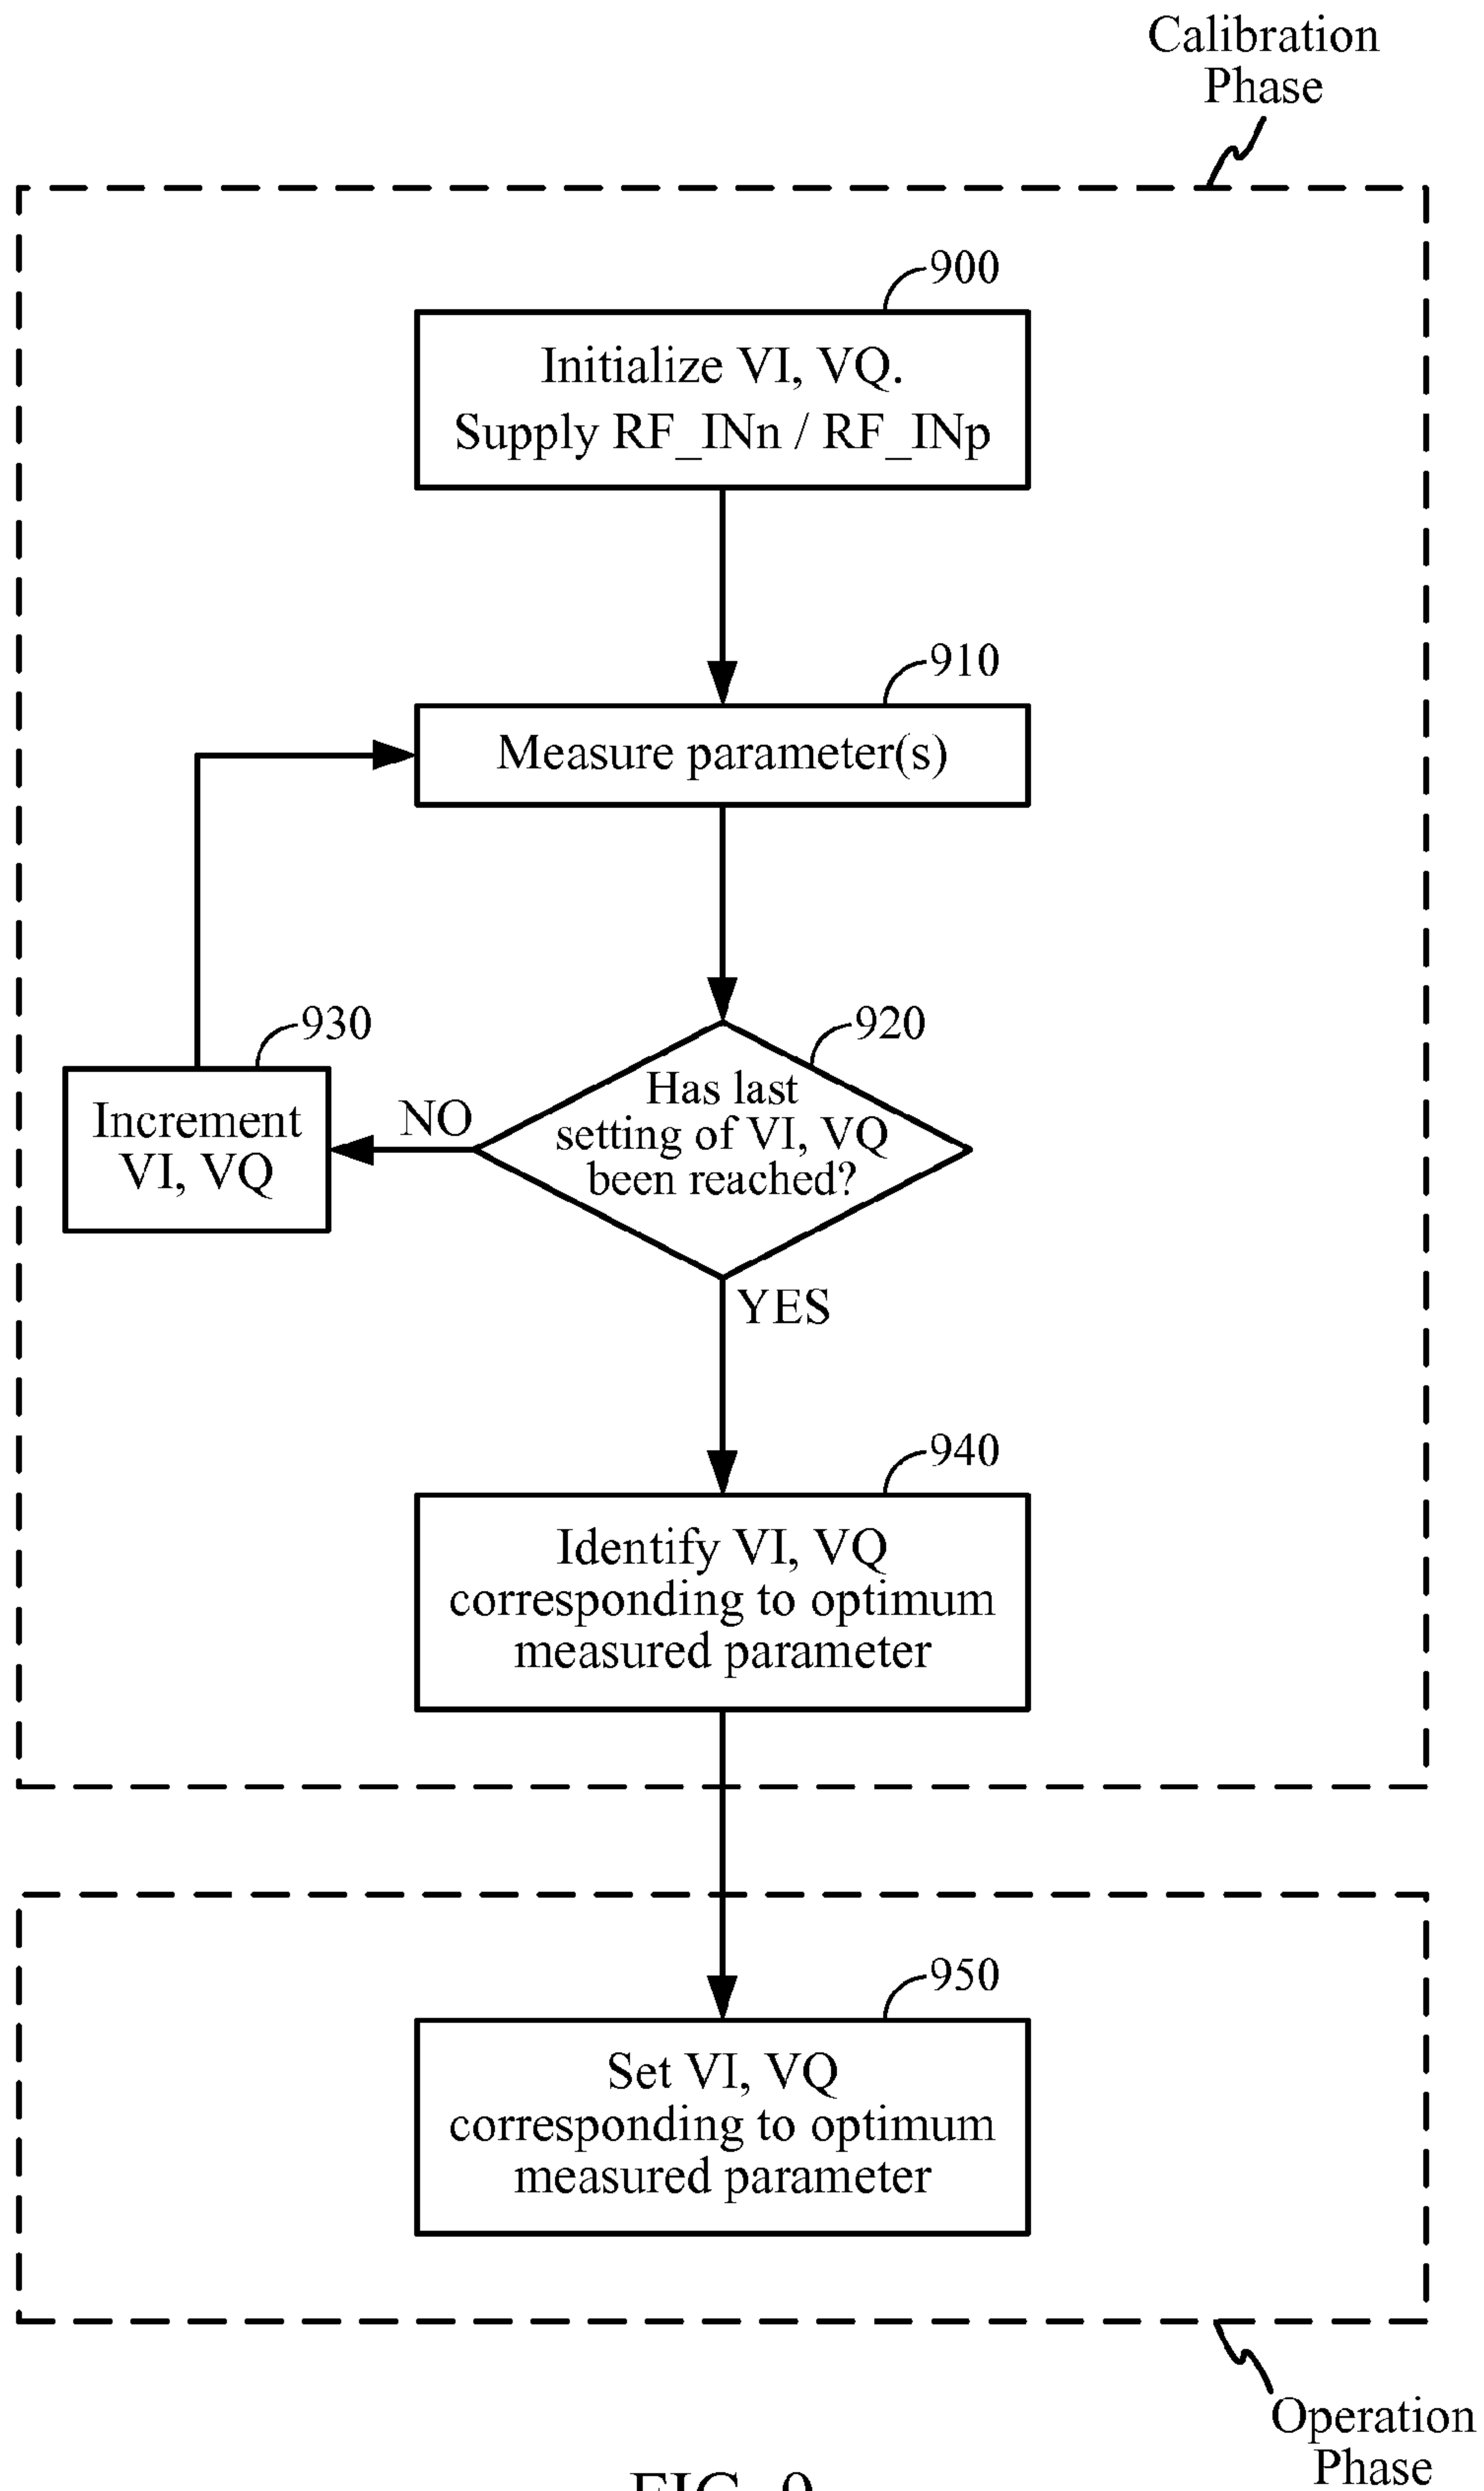 Calibration
Phase
900
Initialize VI, VQ.
Supply RF_INn / RF_INp
910
Measure parameter(s)
930
920
Increment
VI, VQ
NO
Has last
setting of VI, VQ
been reached?
YES
940
Identify VI, VQ
corresponding to optimum
measured parameter
950
Set VI, VQ
corresponding to optimum
measured parameter
Operation
Phase
FIG. 9